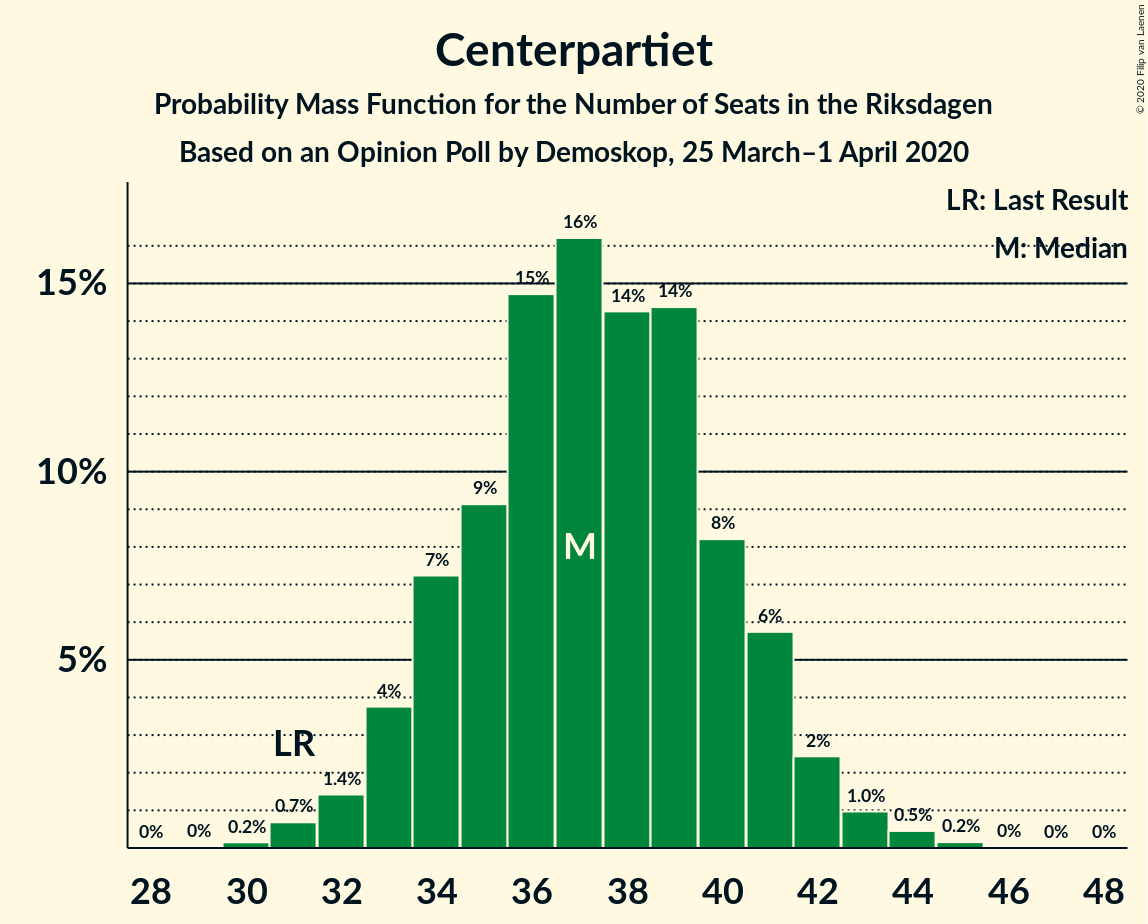 Centerpartiet
Probability Mass Function for the Number of Seats in the Riksdagen
Based on an Opinion Poll by Demoskop, 25 March–1 April 2020
© 2020 Filip van Laenen
LR: Last Result
M: Median
15%
10%
5%
0%
0%
0.2%
0.7%
1.4%
4%
7%
9%
15%
16%
14%
14%
8%
6%
2%
1.0%
0.5%
0.2%
0%
0%
0%
LR
M
28 30 32 34 36 38 40 42 44 46 48